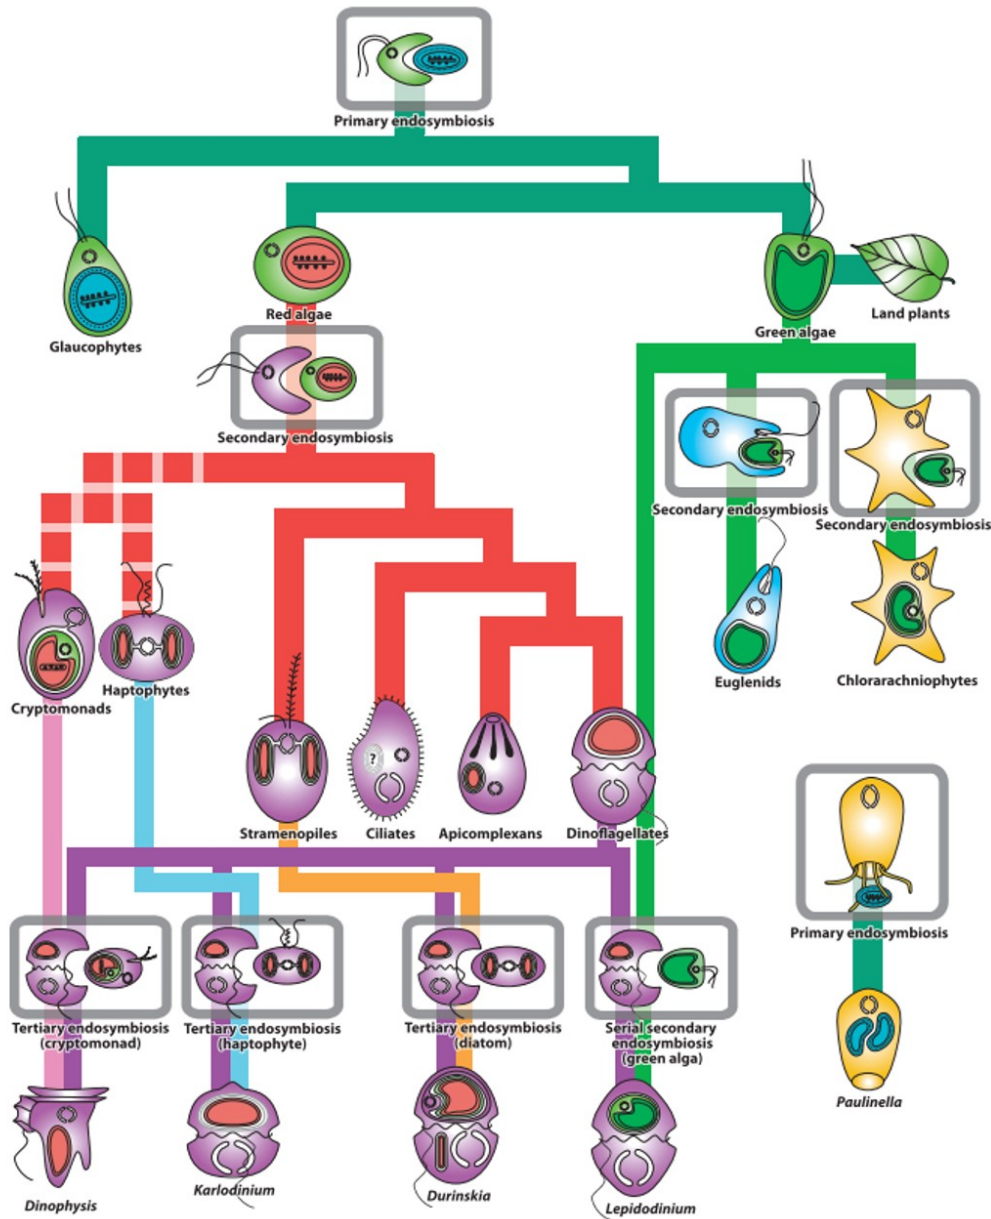 Primary endosymbiosis
Glaucophytes
Red algae
Green algae
Land plants
Secondary endosymbiosis
Secondary endosymbiosis
Secondary endosymbiosis
Cryptomonads
Haptophytes
Euglenids
Chlorarachniophytes
?
Stramenopiles
Ciliates
Apicomplexans
Dinoflagellates
Primary endosymbiosis
Tertiary endosymbiosis
(cryptomonad)
Tertiary endosymbiosis
(haptophyte)
Tertiary endosymbiosis
(diatom)
Serial secondary
endosymbiosis
(green alga)
Paulinella
Dinophysis
Karlodinium
Durinskia
Lepidodinium